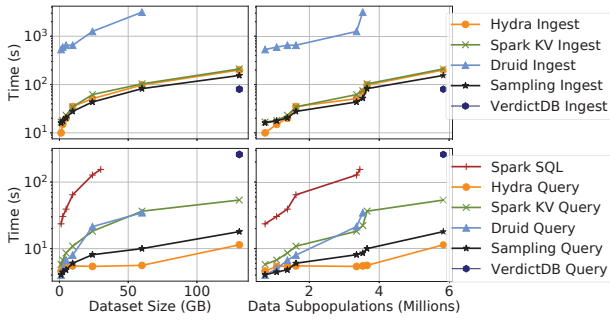 Time (s)
10³
10²
10¹
Hydra Ingest
Spark KV Ingest
Druid Ingest
Sampling Ingest
VerdictDB Ingest
Time (s)
10²
10¹
Spark SQL
Hydra Query
Spark KV Query
Druid Query
Sampling Query
VerdictDB Query
0 50 100
Dataset Size (GB)
2 4 6
Data Subpopulations (Millions)